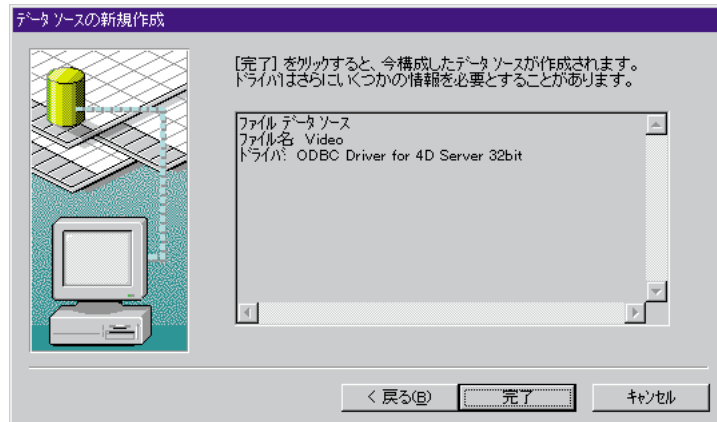 データ ソースの新規作成
[完了] をクリックすると、今構成したデータ ソースが作成されます。
ドライバはさらにいくつかの情報を必要とすることがあります。
ファイル データ ソース
ファイル名: Video
ドライバ: ODBC Driver for 4D Server 32bit
< 戻る(B)
完了
キャンセル